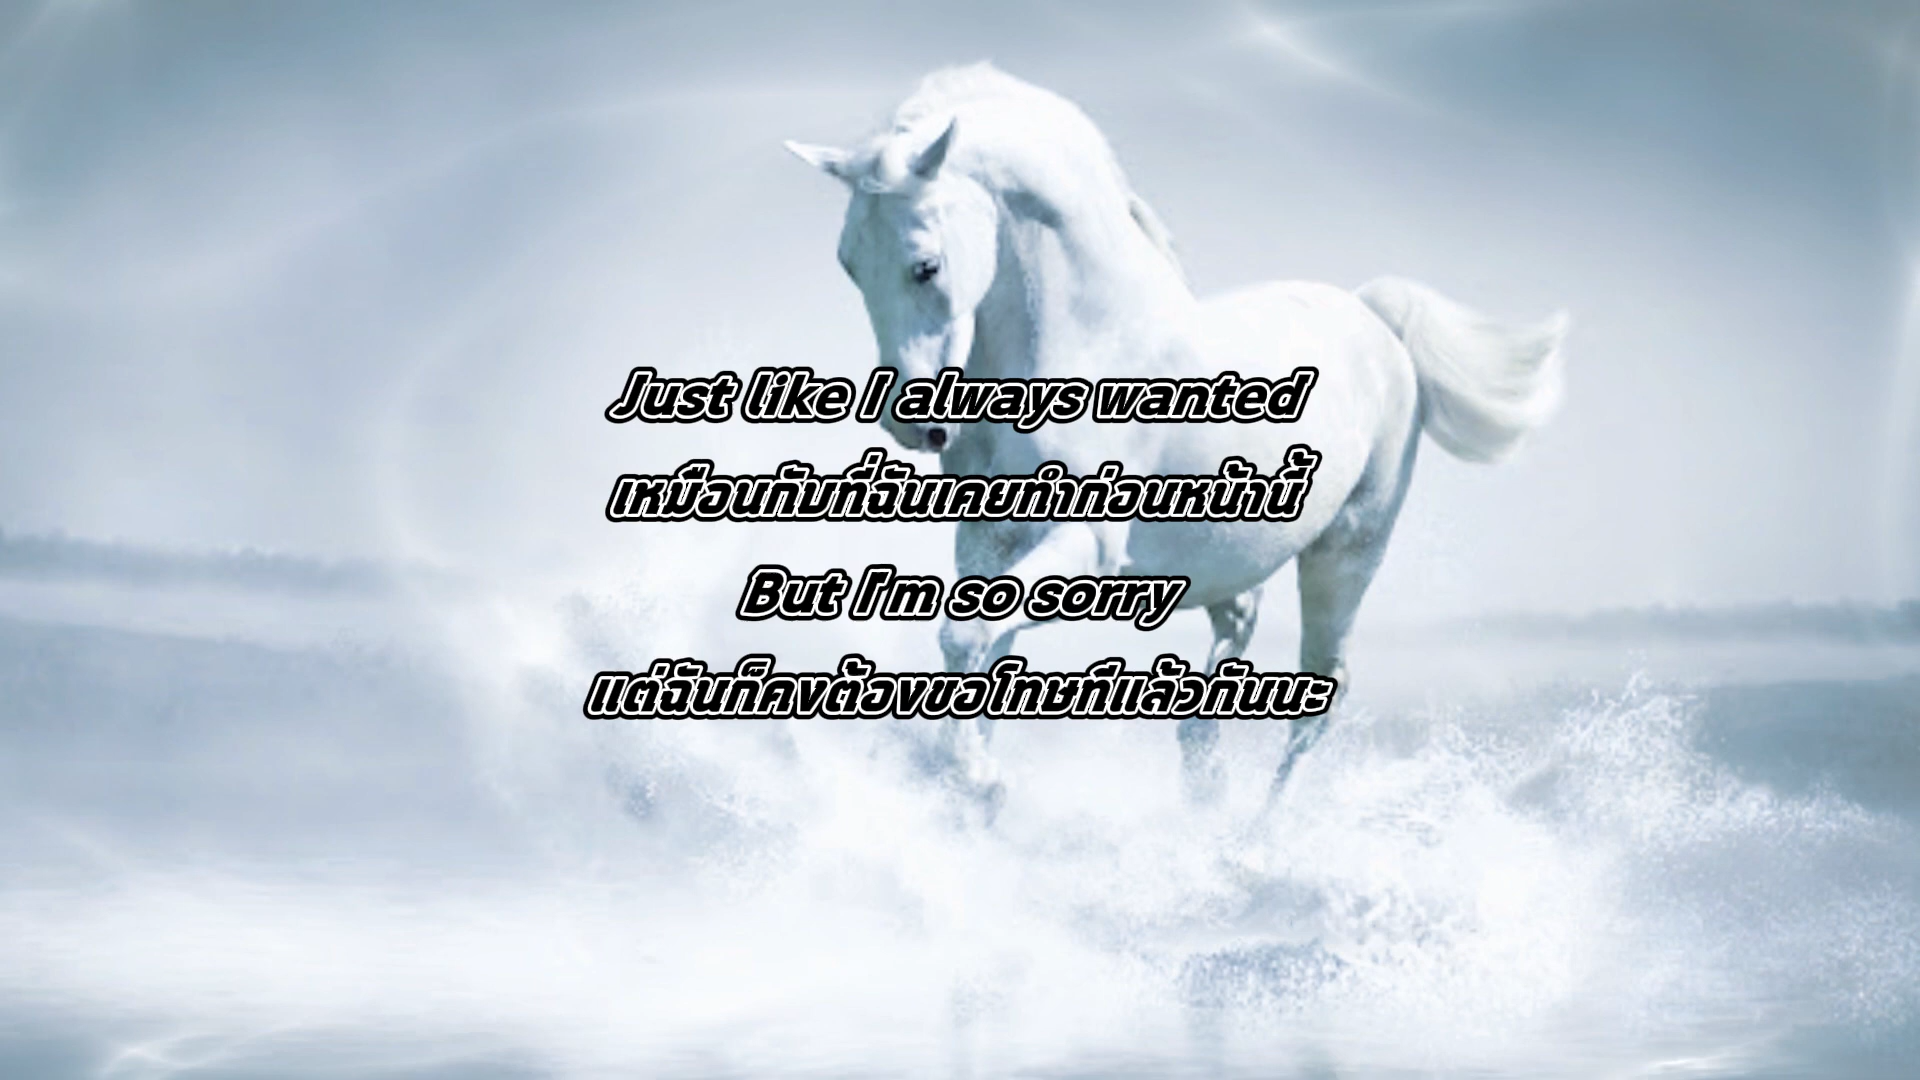 Just like I always wanted
เหมือนกับที่ฉันเคยทำก่อนหน้านี้
But I'm so sorry
แต่ฉันก็คงต้องขอโทษทีแล้วกันนะ